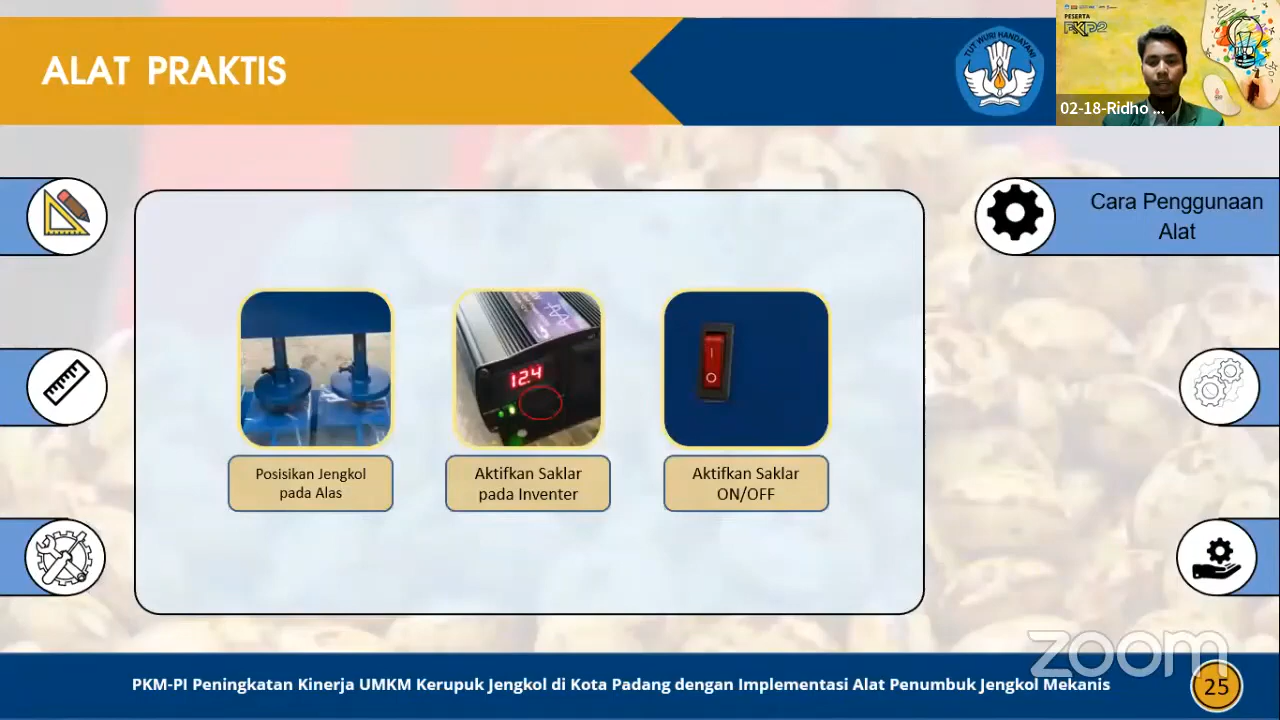 ALAT PRAKTIS
TUT WURI HANDAYANI
PESERTA
PKP2
02-18-Ridho ...
Cara Penggunaan
Alat
12.4
Posisikan Jengkol
pada Alas
Aktifkan Saklar
pada Inventer
Aktifkan Saklar
ON/OFF
zoom
PKM-PI Peningkatan Kinerja UMKM Kerupuk Jengkol di Kota Padang dengan Implementasi Alat Penumbuk Jengkol Mekanis
25